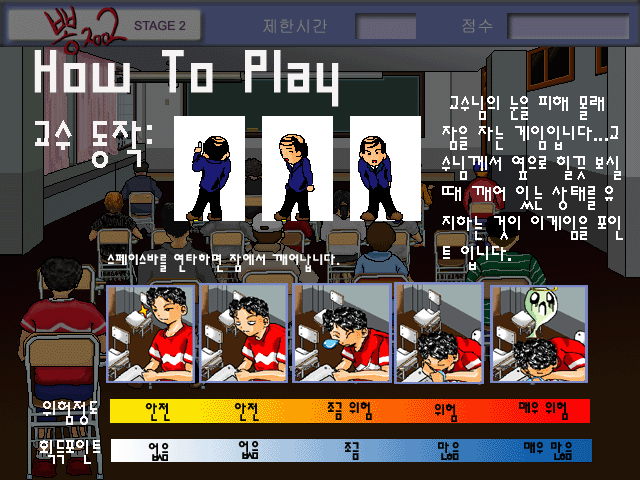 뽕2002 STAGE 2 제한시간 점수
How To Play
교수 동작:
교수님의 눈을 피해 몰래
잠을 자는 게임입니다...교
수님께서 옆으로 힐끗 보실
때 깨어 있는 상태를 유
지하는 것이 이게임을 포인
트 입니다.
스페이스바를 연타하면 잠에서 깨어납니다.
위험정도 안전 안전 조금 위험 위험 매우 위험
획득포인트 없음 없음 조금 많음 매우 많음